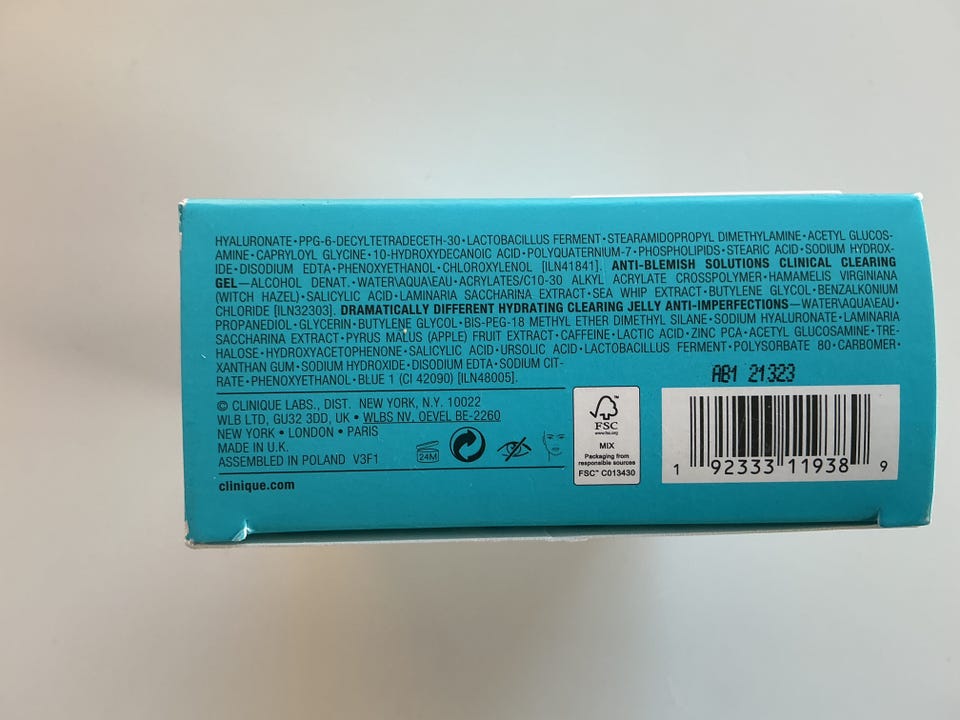 HYALURONATE•PPG-6-DECYLTETRADECETH-30•LACTOBACILLUS FERMENT•STEARAMIDOPROPYL DIMETHYLAMINE•ACETYL GLUCOS-
AMINE•CAPRYLOYL GLYCINE•10-HYDROXYDECANOIC ACID•POLYQUATERNIUM-7•PHOSPHOLIPIDS•STEARIC ACID•SODIUM HYDROX-
IDE•DISODIUM EDTA•PHENOXYETHANOL•CHLOROXYLENOL [ILN41841]. ANTI-BLEMISH SOLUTIONS CLINICAL CLEARING
GEL—ALCOHOL DENAT.•WATER\AQUA\EAU•ACRYLATES/C10-30 ALKYL ACRYLATE CROSSPOLYMER•HAMAMELIS VIRGINIANA
(WITCH HAZEL)•SALICYLIC ACID•LAMINARIA SACCHARINA EXTRACT•SEA WHIP EXTRACT•BUTYLENE GLYCOL•BENZALKONIUM
CHLORIDE [ILN32303]. DRAMATICALLY DIFFERENT HYDRATING CLEARING JELLY ANTI-IMPERFECTIONS—WATER\AQUA\EAU•
PROPANEDIOL•GLYCERIN•BUTYLENE GLYCOL•BIS-PEG-18 METHYL ETHER DIMETHYL SILANE•SODIUM HYALURONATE•LAMINARIA
SACCHARINA EXTRACT•PYRUS MALUS (APPLE) FRUIT EXTRACT•CAFFEINE•LACTIC ACID•ZINC PCA•ACETYL GLUCOSAMINE•TRE-
HALOSE•HYDROXYACETOPHENONE•SALICYLIC ACID•URSOLIC ACID•LACTOBACILLUS FERMENT•POLYSORBATE 80•CARBOMER•
XANTHAN GUM•SODIUM HYDROXIDE•DISODIUM EDTA•SODIUM CIT-
RATE•PHENOXYETHANOL•BLUE 1 (CI 42090) [ILN48005].
AB1 21323
© CLINIQUE LABS., DIST. NEW YORK, N.Y. 10022
WLB LTD, GU32 3DD, UK • WLBS NV. OEVEL BE-2260
NEW YORK • LONDON • PARIS
MADE IN U.K.
ASSEMBLED IN POLAND V3F1
clinique.com
24M
FSC
www.fsc.org
MIX
Packaging from
responsible sources
FSC™ C013430
1 92333 11938 9